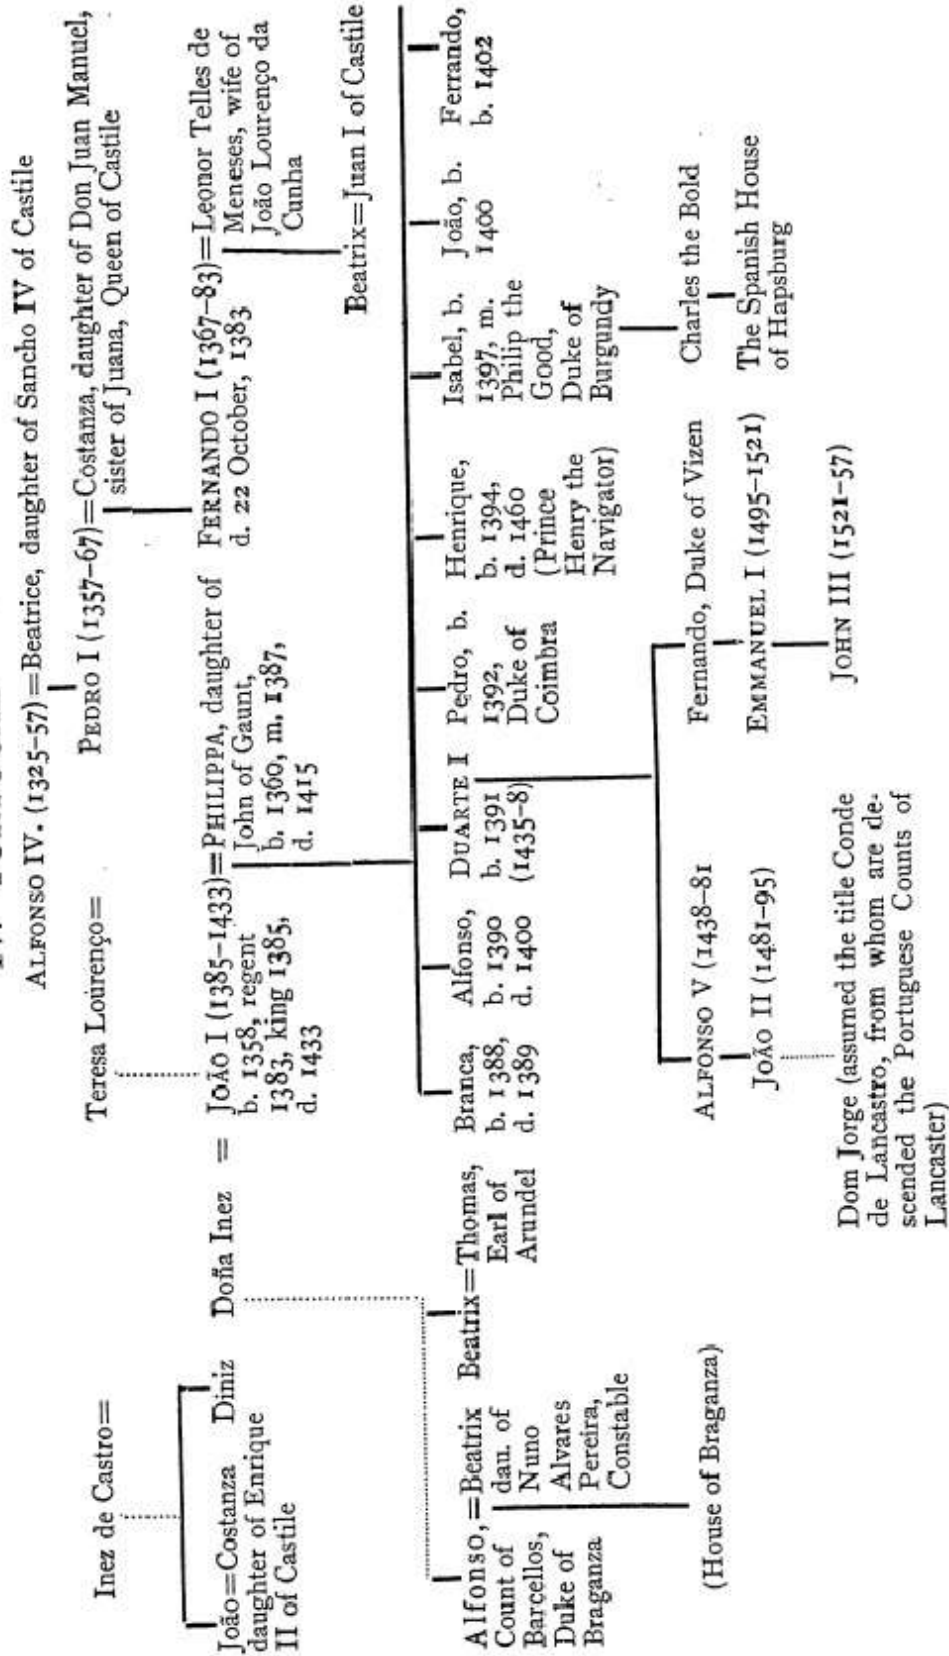 ALFONSO IV. (1325–57)=Beatrice, daughter of Sancho IV of Castile
Inez de Castro=
Teresa Lourenço=
PEDRO I (1357–67)=Costanza, daughter of Don Juan Manuel,
sister of Juana, Queen of Castile
João=Costanza
daughter of Enrique
II of Castile
Diniz
Doña Inez =
JOÃO I (1385–1433)=PHILIPPA, daughter of
b. 1358, regent
1383, king 1385,
d. 1433
John of Gaunt,
b. 1360, m. 1387,
d. 1415
FERNANDO I (1367–83)=Leonor Telles de
d. 22 October, 1383
Meneses, wife of
João Lourenço da
Cunha
Beatrix=Juan I of Castile
Alfonso,=Beatrix
Count of
Barcellos,
Duke of
Braganza
dau. of
Nuno
Alvares
Pereira,
Constable
Beatrix=Thomas,
Earl of
Arundel
Branca,
b. 1388,
d. 1389
Alfonso,
b. 1390
d. 1400
DUARTE I
b. 1391
(1435–8)
Pedro, b.
1392,
Duke of
Coimbra
Henrique,
b. 1394,
d. 1460
(Prince
Henry the
Navigator)
Isabel, b.
1397, m.
Philip the
Good,
Duke of
Burgundy
João, b.
1400
Ferrando,
b. 1402
(House of Braganza)
ALFONSO V (1438–81
Fernando, Duke of Vizen
Charles the Bold
JOÃO II (1481–95)
EMMANUEL I (1495–1521)
The Spanish House
of Hapsburg
Dom Jorge (assumed the title Conde
de Lancastro, from whom are de-
scended the Portuguese Counts of
Lancaster)
JOHN III (1521–57)